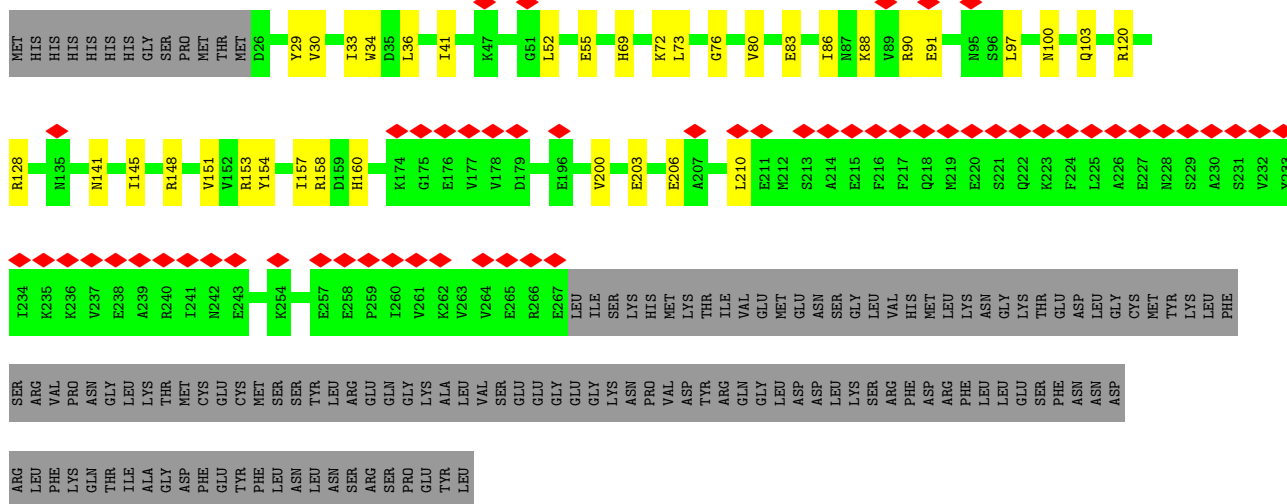 MET HIS HIS HIS HIS HIS HIS GLY SER PRO MET THR MET D26 Y29 V30 I33 W34 D35 L36 I41 K47 G51 L52 E55 H69 K72 L73 G76 V80 E83 I86 N87 K88 V89 R90 E91 N95 S96 L97 N100 Q103 R120
R128 N135 N141 I145 R148 V151 V152 R153 Y154 I157 R158 D159 H160 K174 G175 E176 V177 V178 D179 E196 V200 E203 E206 A207 L210 E211 M212 S213 A214 E215 F216 F217 Q218 M219 E220 S221 Q222 K223 F224 L225 A226 E227 N228 S229 A230 S231 V232 Y233
I234 K235 K236 V237 E238 A239 R240 I241 N242 E243 K254 E257 E258 P259 I260 V261 K262 V263 V264 E265 R266 E267 LEU ILE SER LYS HIS MET LYS THR ILE VAL GLU MET GLU ASN SER GLY LEU VAL HIS MET LEU LYS ASN GLY LYS THR GLU ASP LEU GLY CYS MET TYR LYS LEU PHE
SER ARG VAL PRO ASN GLY LEU LYS THR MET CYS GLU CYS MET SER SER TYR LEU ARG GLU GLN GLY LYS ALA LEU VAL SER GLU GLU GLY GLU GLY LYS ASN PRO VAL ASP TYR ARG GLN GLY LEU ASP ASP LEU LYS SER ARG PHE ASP ARG PHE LEU LEU GLU SER PHE ASN ASN ASP
ARG LEU PHE LYS GLN THR ILE ALA GLY ASP PHE GLU TYR PHE LEU ASN LEU ASN SER ARG SER PRO GLU TYR LEU